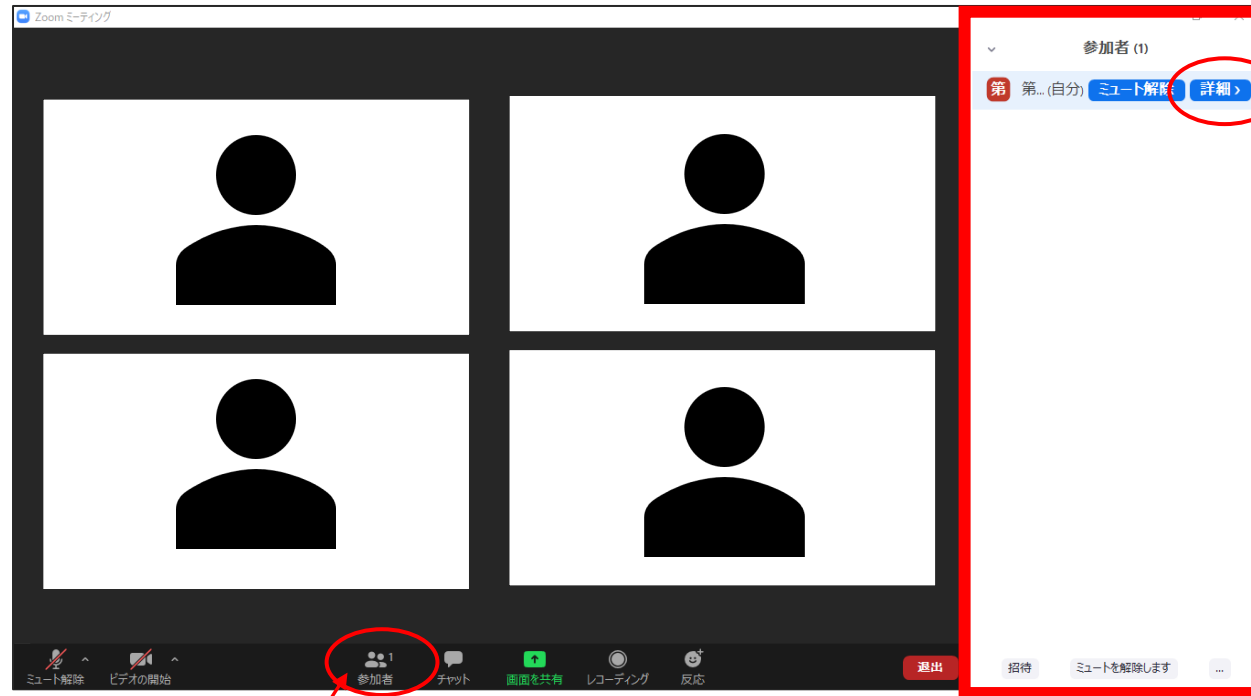 Zoom ミーティング
参加者 (1)
第 第... (自分) ミュート解除 詳細 >
ミュート解除
ビデオの開始
1
参加者
チャット
画面を共有
レコーディング
反応
退出
招待
ミュートを解除します
...